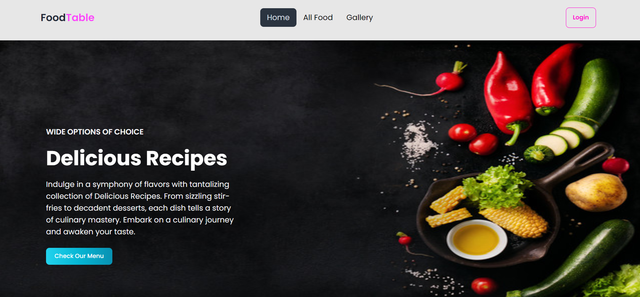 FoodTable
Home All Food Gallery
Login
WIDE OPTIONS OF CHOICE
Delicious Recipes
Indulge in a symphony of flavors with tantalizing
collection of Delicious Recipes. From sizzling stir-
fries to decadent desserts, each dish tells a story
of culinary mastery. Embark on a culinary journey
and awaken your taste.
Check Our Menu